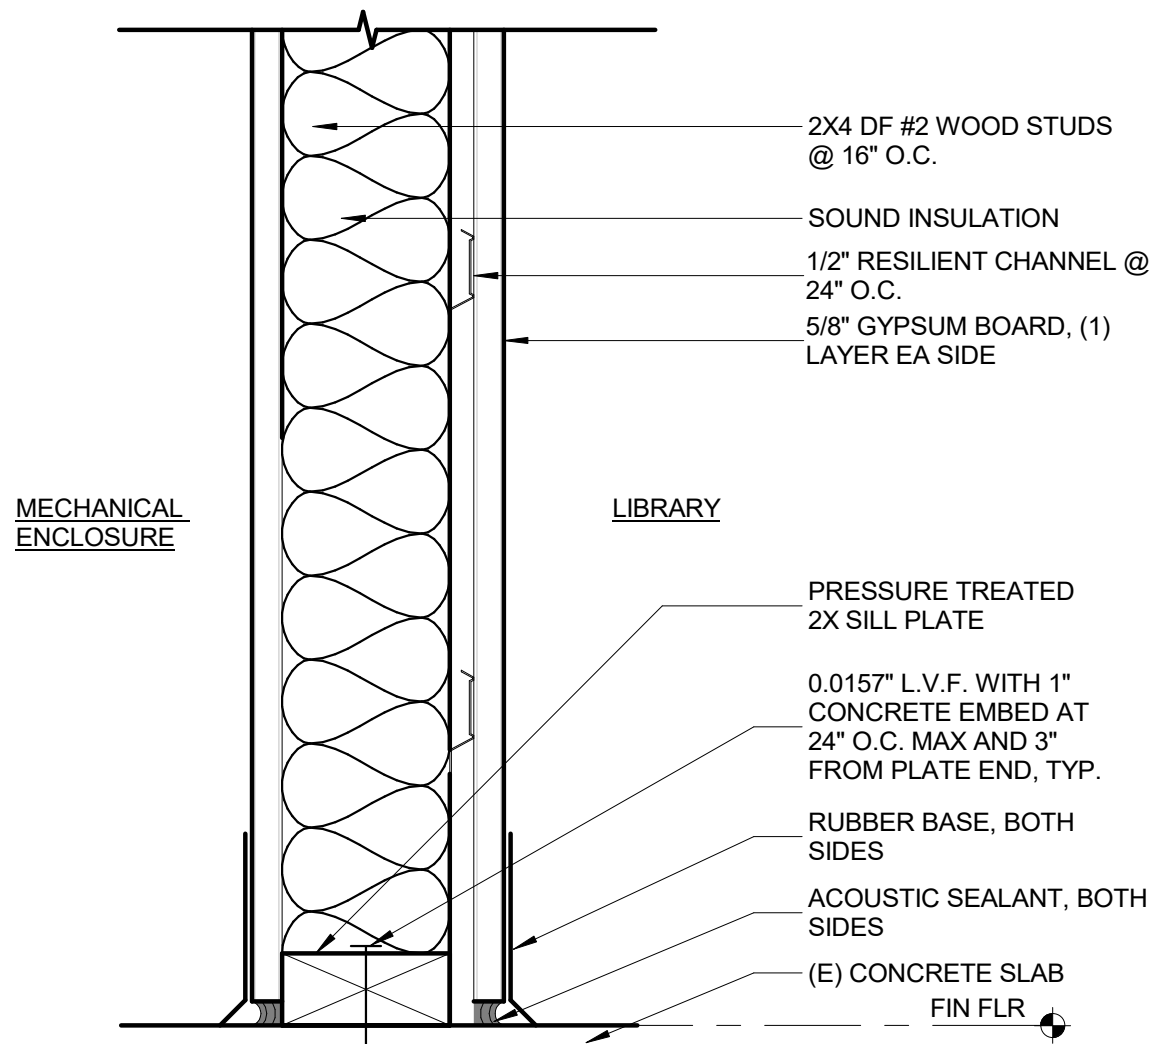 2X4 DF #2 WOOD STUDS
@ 16" O.C.
SOUND INSULATION
1/2" RESILIENT CHANNEL @
24" O.C.
5/8" GYPSUM BOARD, (1)
LAYER EA SIDE
MECHANICAL
ENCLOSURE
LIBRARY
PRESSURE TREATED
2X SILL PLATE
0.0157" L.V.F. WITH 1"
CONCRETE EMBED AT
24" O.C. MAX AND 3"
FROM PLATE END, TYP.
RUBBER BASE, BOTH
SIDES
ACOUSTIC SEALANT, BOTH
SIDES
(E) CONCRETE SLAB
FIN FLR